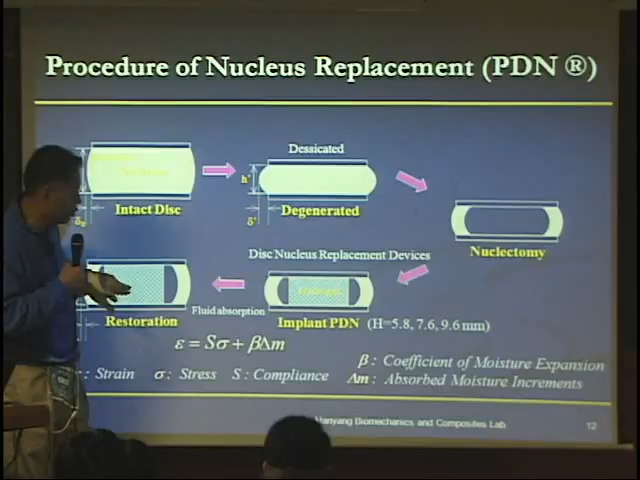 Procedure of Nucleus Replacement (PDN ®)
Dessicated
h'
δ'
Intact Disc
Degenerated
Nuclectomy
Disc Nucleus Replacement Devices
Fluid absorption
Restoration
Implant PDN (H=5.8, 7.6, 9.6 mm)
ε = Sσ + βΔm
β : Coefficient of Moisture Expansion
: Strain σ : Stress S : Compliance Δm : Absorbed Moisture Increments
Hanyang Biomechanics and Composites Lab.
12